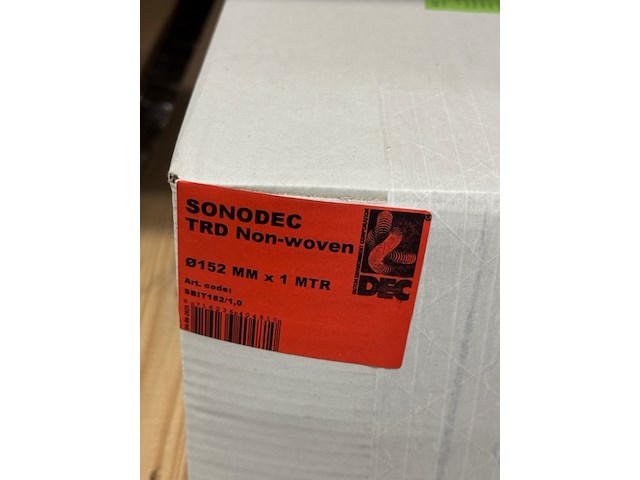 SONODEC
TRD Non-woven
Ø152 MM x 1 MTR
Art. code:
SBIT152/1,0
DEC